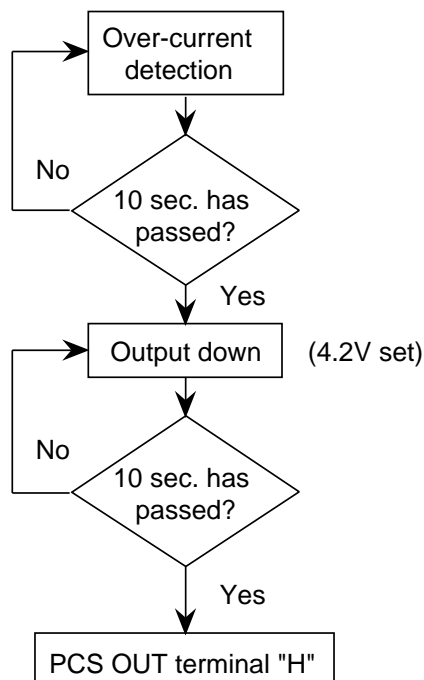 Over-current
detection
No
10 sec. has
passed?
Yes
Output down (4.2V set)
No
10 sec. has
passed?
Yes
PCS OUT terminal "H"